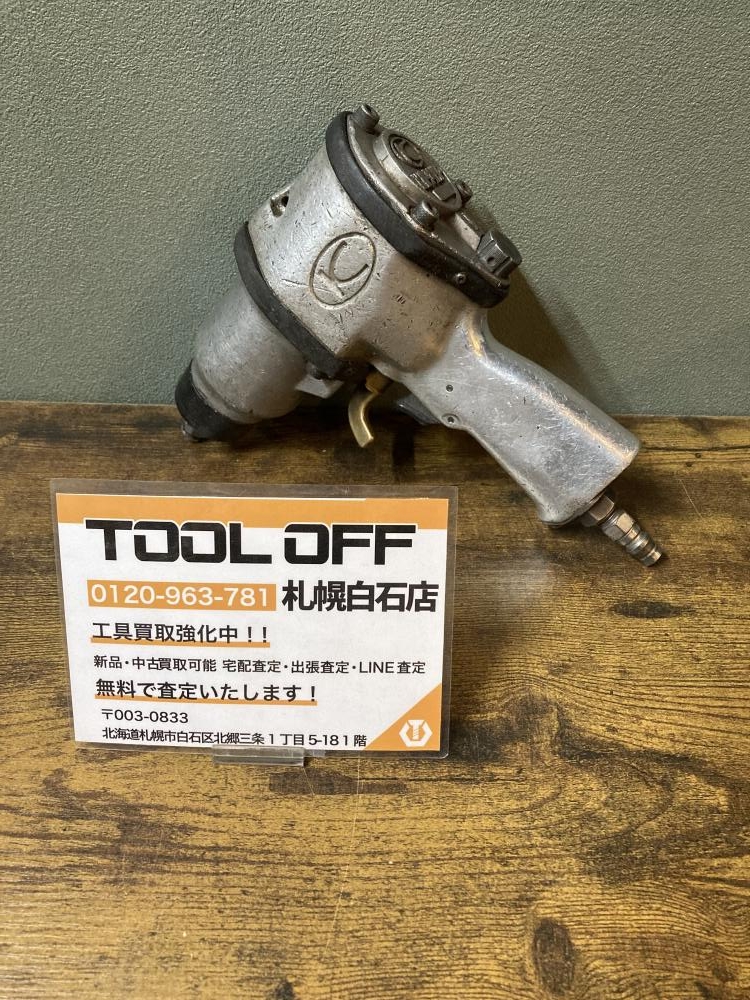 TOOL OFF
0120-963-781 札幌白石店
工具買取強化中！！
新品・中古買取可能 宅配査定・出張査定・LINE査定
無料で査定いたします！
〒003-0833
北海道札幌市白石区北郷三条1丁目5-18 1階